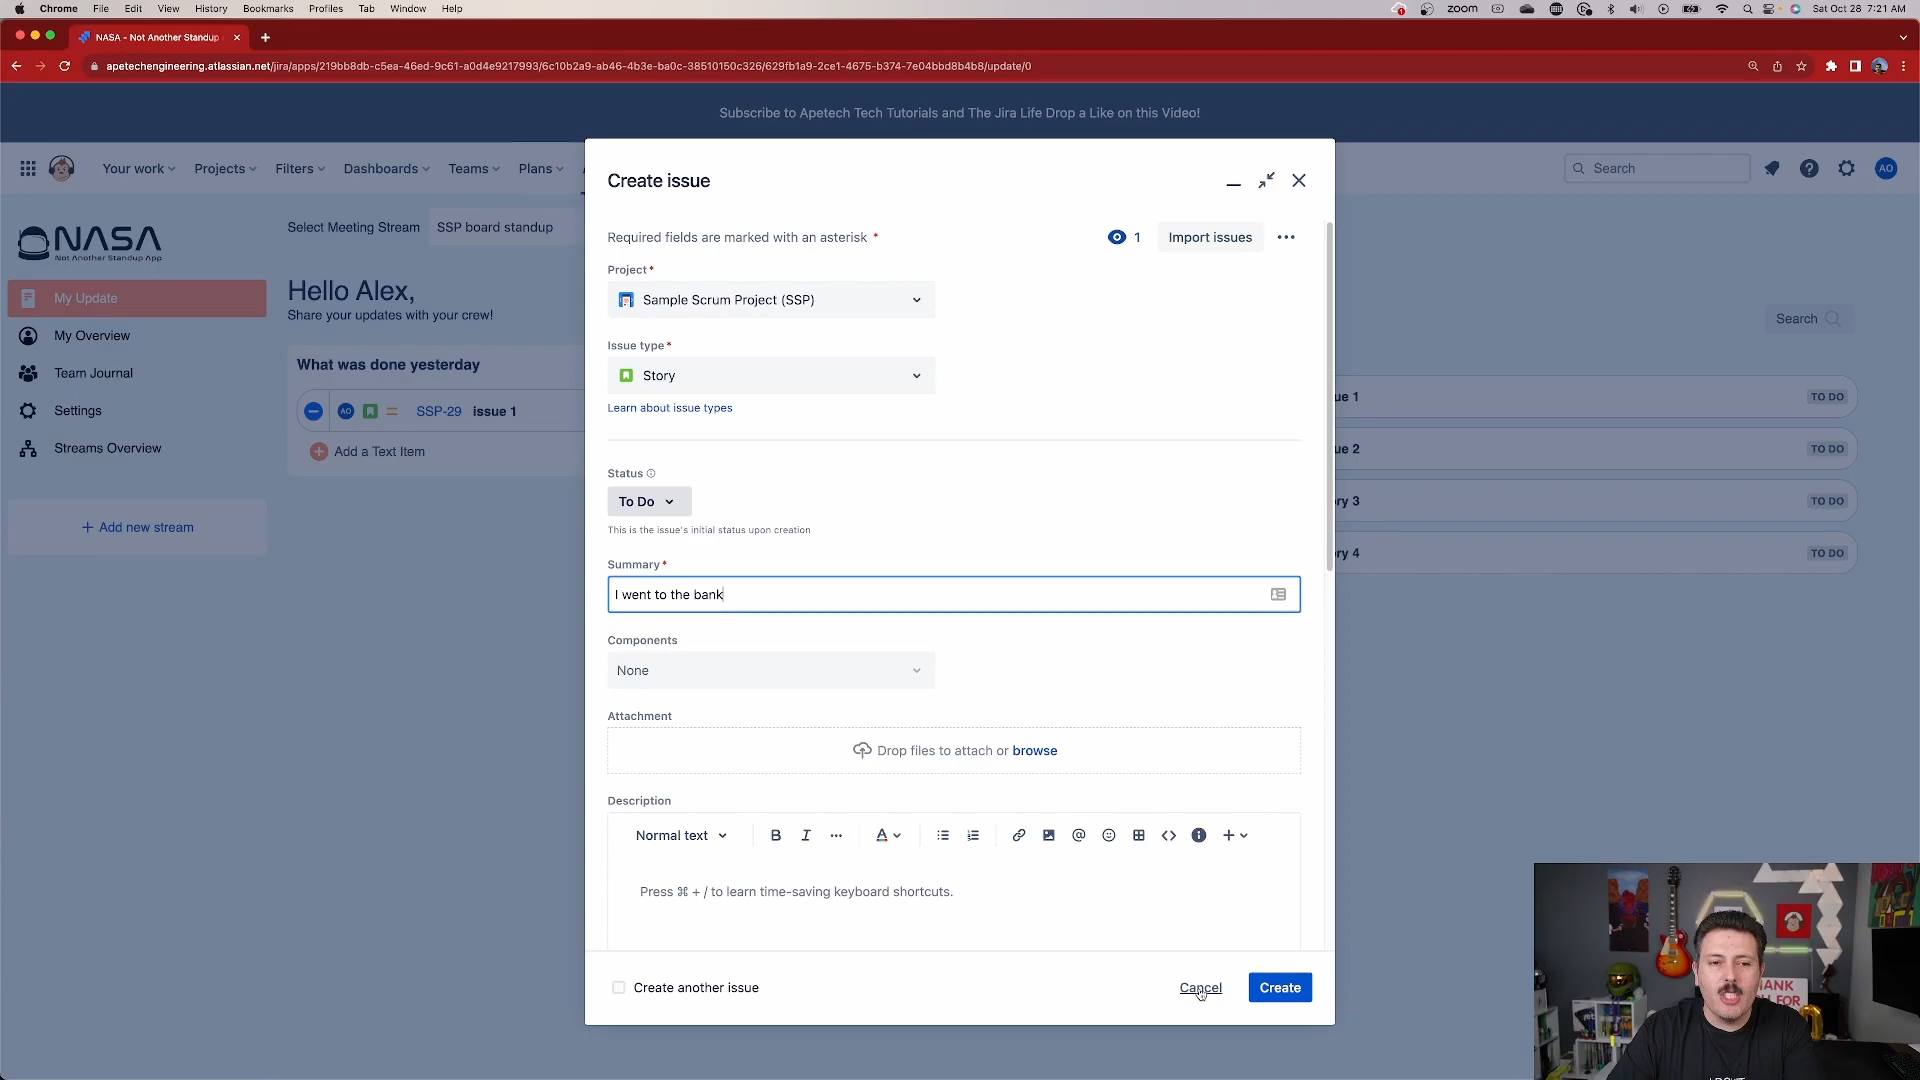 Chrome File Edit View History Bookmarks Profiles Tab Window Help
zoom
Sat Oct 28 7:21 AM
NASA - Not Another Standup
apetechengineering.atlassian.net/jira/apps/219bb8db-c5ea-46ed-9c61-a0d4e9217993/6c10b2a9-ab46-4b3e-ba0c-38510150c326/629fb1a9-2ce1-4675-b374-7e04bbd8b4b8/update/0
Subscribe to Apetech Tech Tutorials and The Jira Life Drop a Like on this Video!
Your work Projects Filters Dashboards Teams Plans
Search
AO
NASA
Not Another Standup App
My Update
My Overview
Team Journal
Settings
Streams Overview
+ Add new stream
Select Meeting Stream SSP board standup
Hello Alex,
Share your updates with your crew!
What was done yesterday
AO SSP-29 issue 1
Add a Text Item
Create issue
Required fields are marked with an asterisk *
1 Import issues
Project *
Sample Scrum Project (SSP)
Issue type *
Story
Learn about issue types
Status
To Do
This is the issue's initial status upon creation
Summary *
I went to the bank
Components
None
Attachment
Drop files to attach or browse
Description
Normal text B I A @ +
Press ⌘ + / to learn time-saving keyboard shortcuts.
Create another issue
Cancel Create
Search
ue 1 TO DO
ue 2 TO DO
ry 3 TO DO
ry 4 TO DO